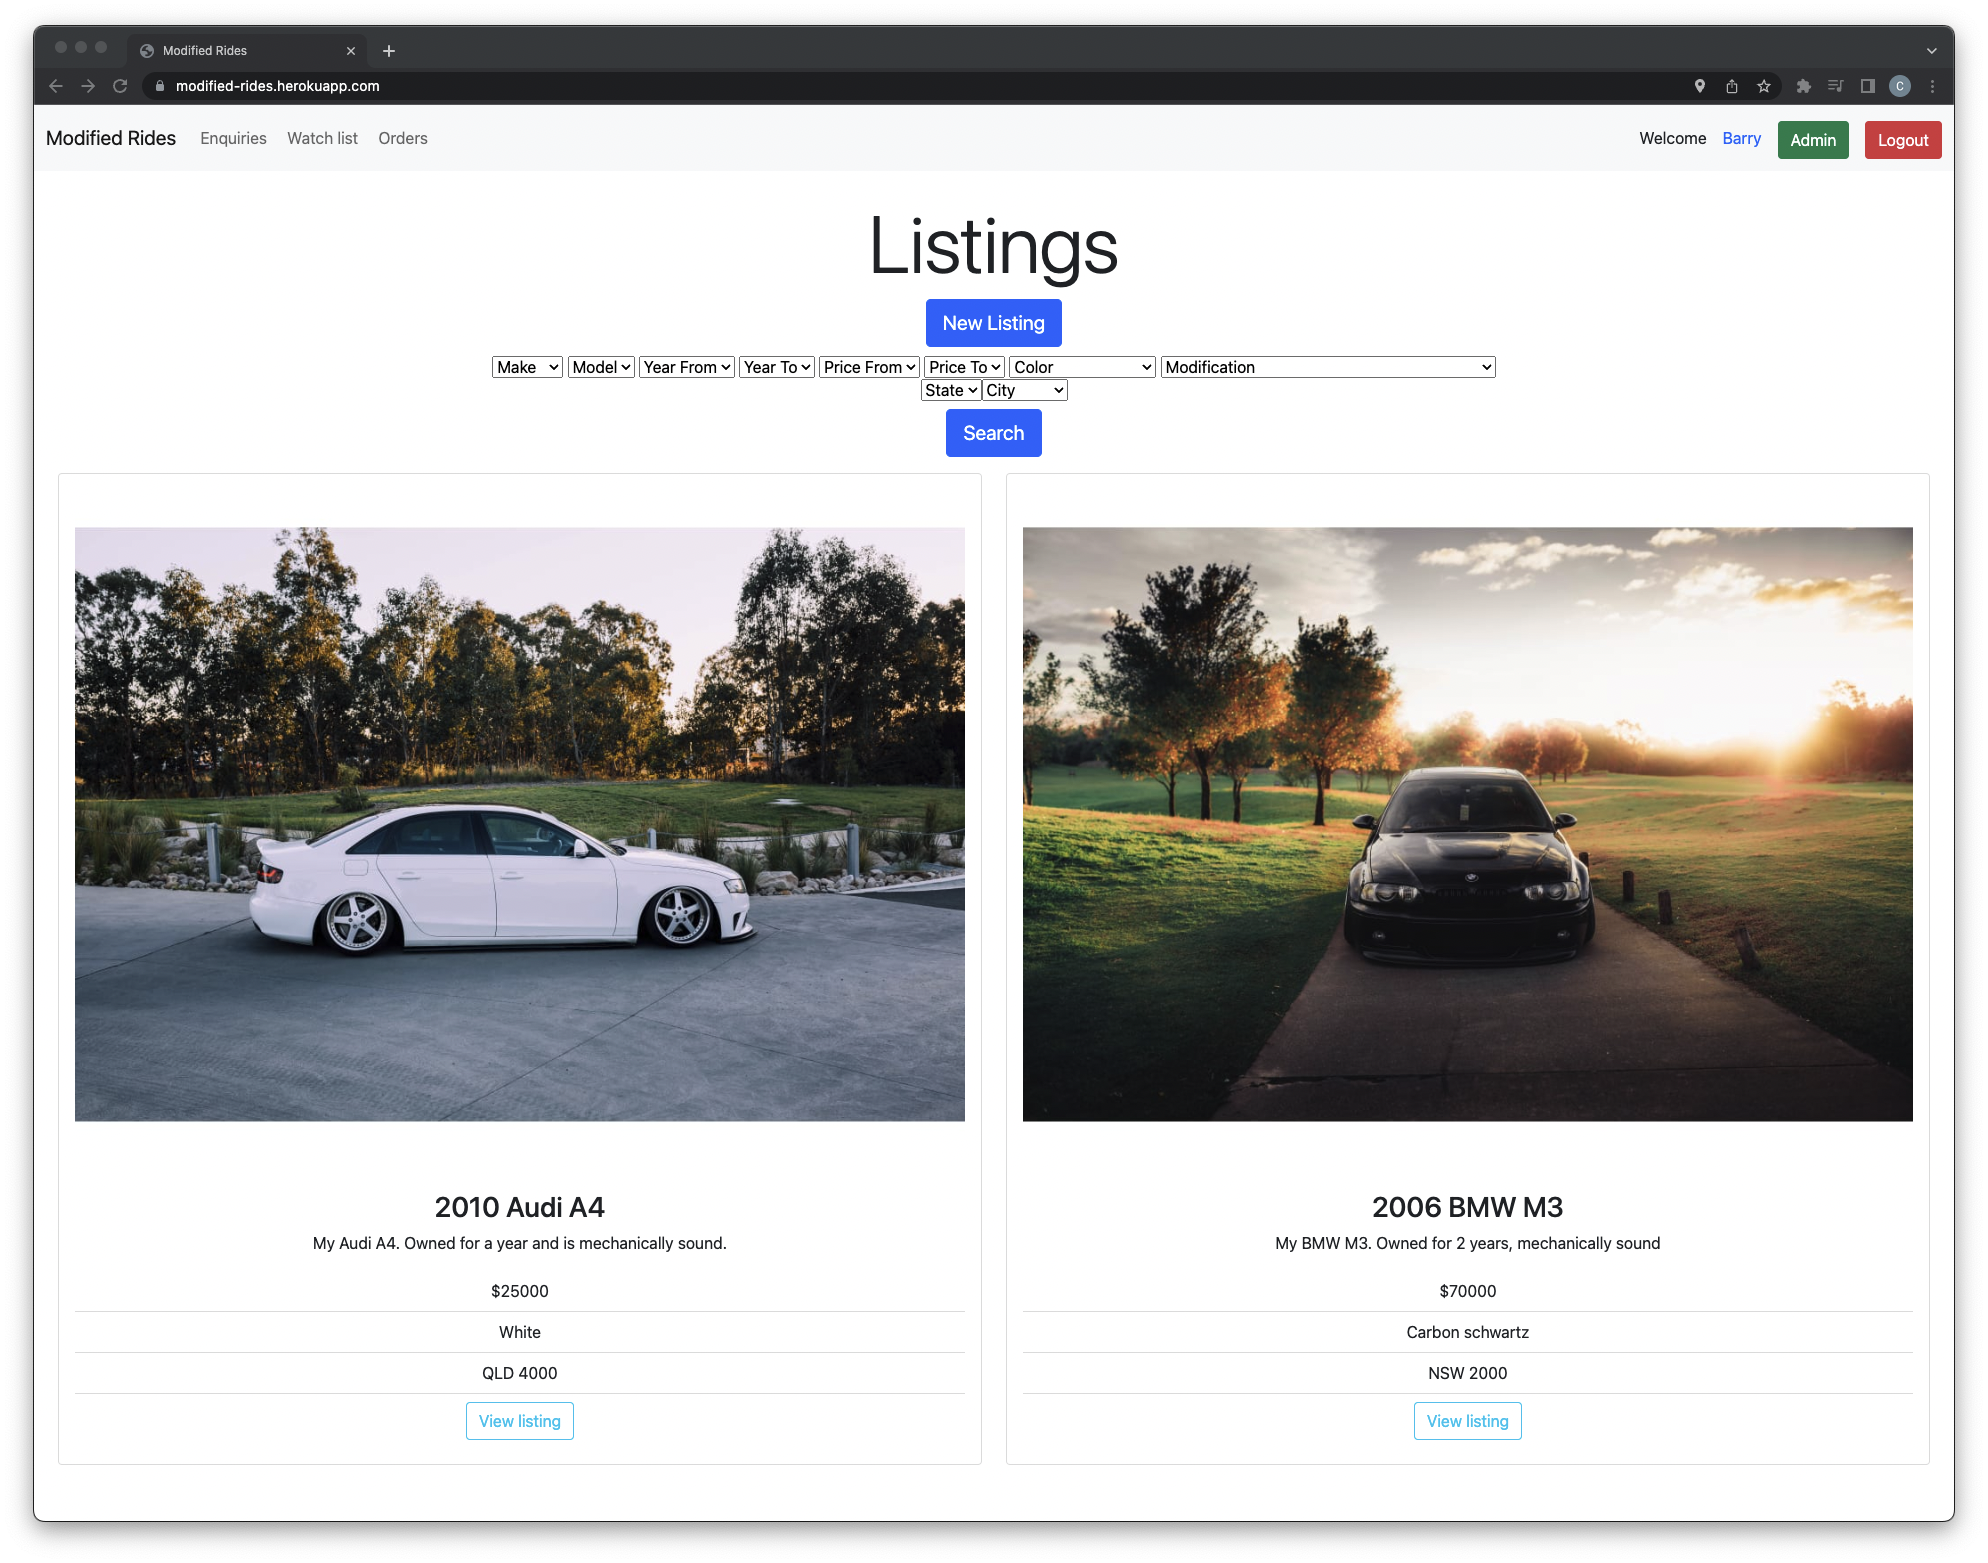 Modified Rides
modified-rides.herokuapp.com
C
Modified Rides Enquiries Watch list Orders Welcome Barry Admin Logout
Listings
New Listing
Make Model Year From Year To Price From Price To Color Modification
State City
Search
2010 Audi A4
My Audi A4. Owned for a year and is mechanically sound.
$25000
White
QLD 4000
View listing
2006 BMW M3
My BMW M3. Owned for 2 years, mechanically sound
$70000
Carbon schwartz
NSW 2000
View listing